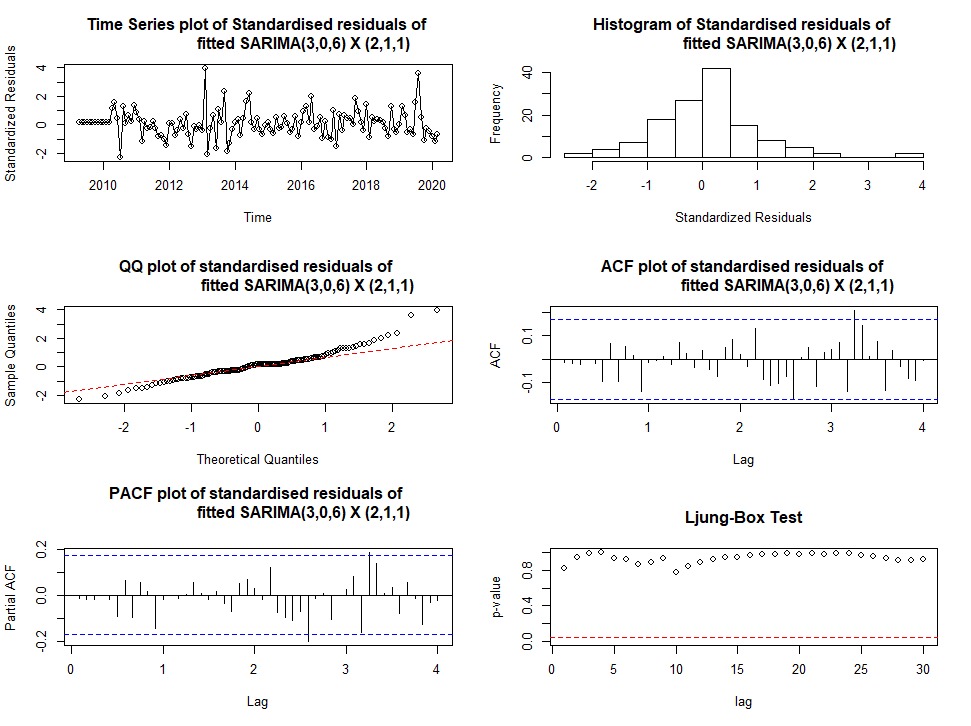 Time Series plot of Standardised residuals of
fitted SARIMA(3,0,6) X (2,1,1)
Standardized Residuals
4
2
0
-2
2010 2012 2014 2016 2018 2020
Time
Histogram of Standardised residuals of
fitted SARIMA(3,0,6) X (2,1,1)
Frequency
40
20
0
-2 -1 0 1 2 3 4
Standardized Residuals
QQ plot of standardised residuals of
fitted SARIMA(3,0,6) X (2,1,1)
Sample Quantiles
4
2
0
-2
-2 -1 0 1 2
Theoretical Quantiles
ACF plot of standardised residuals of
fitted SARIMA(3,0,6) X (2,1,1)
ACF
0.1
-0.1
0 1 2 3 4
Lag
PACF plot of standardised residuals of
fitted SARIMA(3,0,6) X (2,1,1)
Partial ACF
0.2
0.0
-0.2
0 1 2 3 4
Lag
Ljung-Box Test
p-value
0.8
0.4
0.0
0 5 10 15 20 25 30
lag